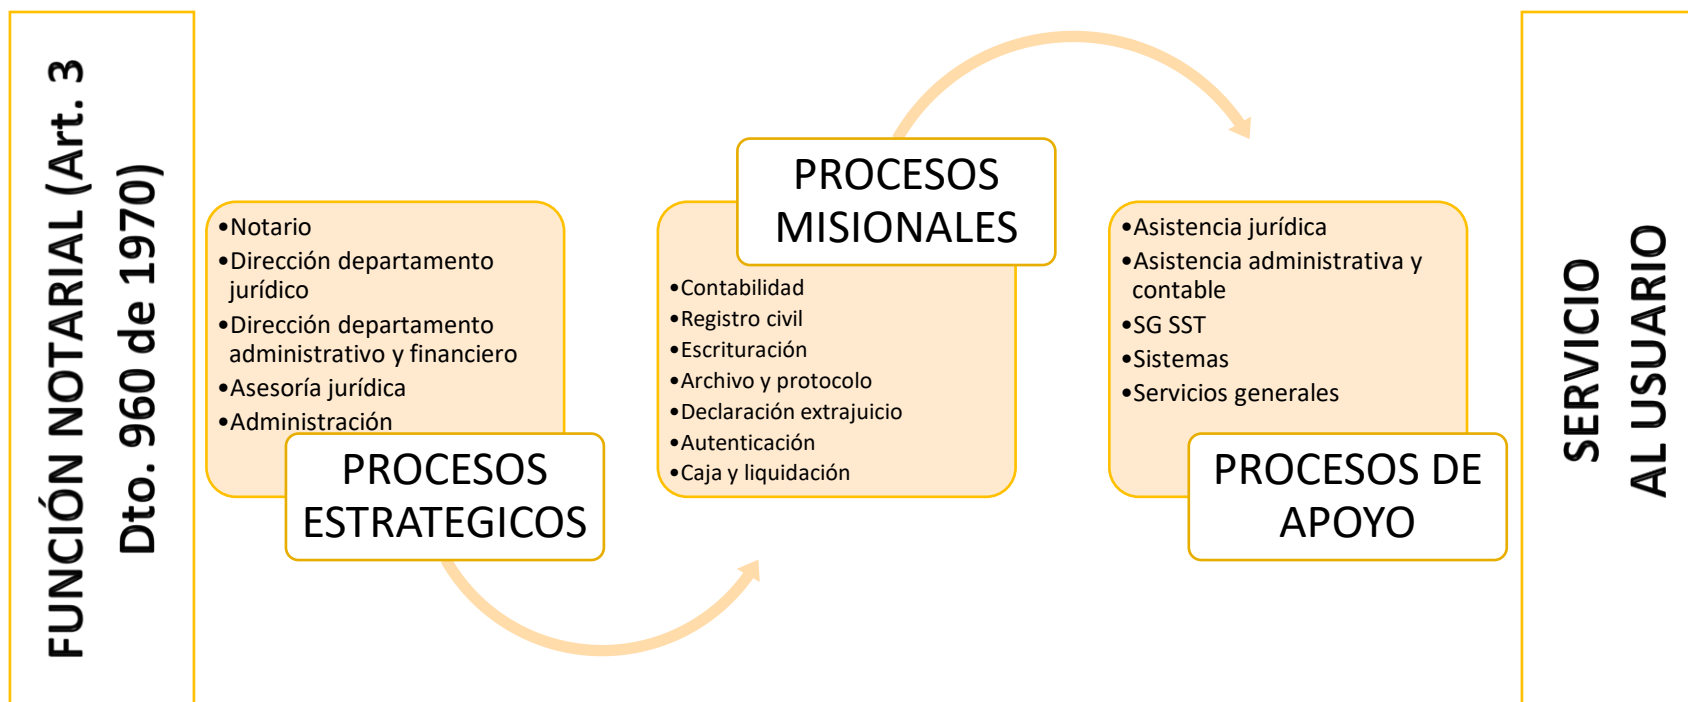 FUNCIÓN NOTARIAL (Art. 3
Dto. 960 de 1970)
•Notario
•Dirección departamento
jurídico
•Dirección departamento
administrativo y financiero
•Asesoría jurídica
•Administración
PROCESOS
ESTRATEGICOS
PROCESOS
MISIONALES
•Contabilidad
•Registro civil
•Escrituración
•Archivo y protocolo
•Declaración extrajuicio
•Autenticación
•Caja y liquidación
•Asistencia jurídica
•Asistencia administrativa y
contable
•SG SST
•Sistemas
•Servicios generales
PROCESOS DE
APOYO
SERVICIO
AL USUARIO